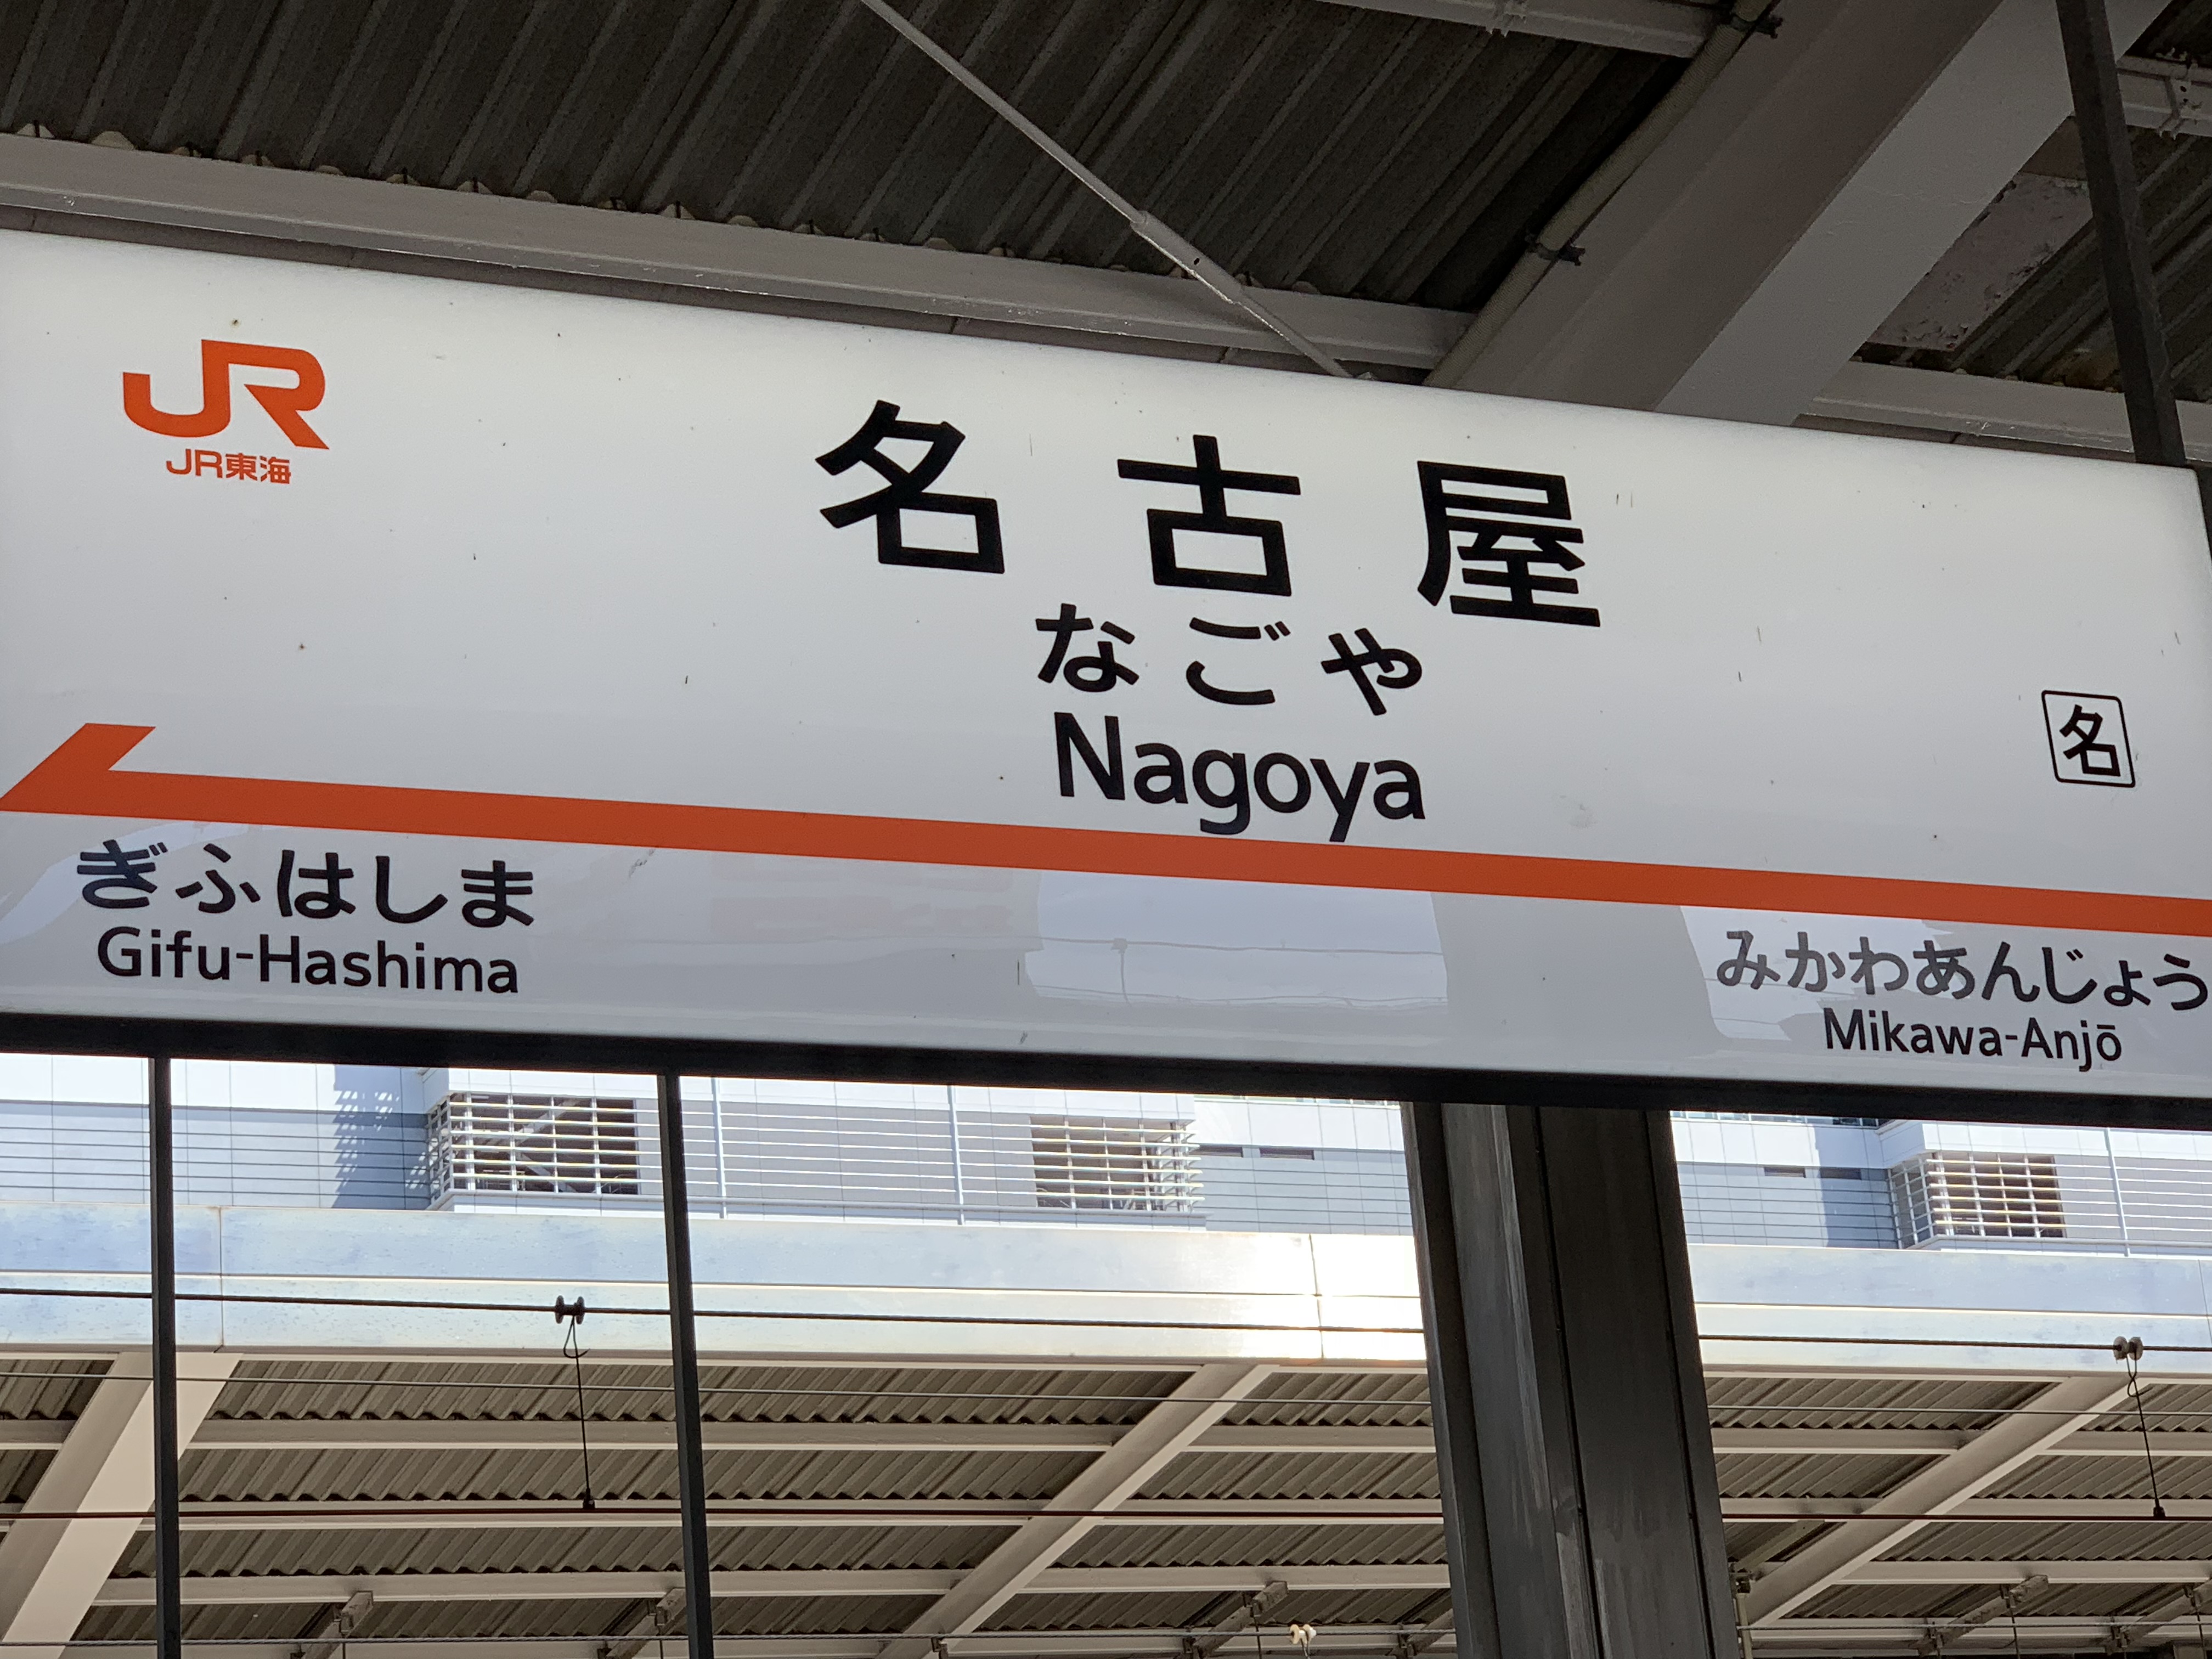 JR
JR東海
名古屋
なごや
Nagoya
名
ぎふはしま
Gifu-Hashima
みかわあんじょう
Mikawa-Anjō